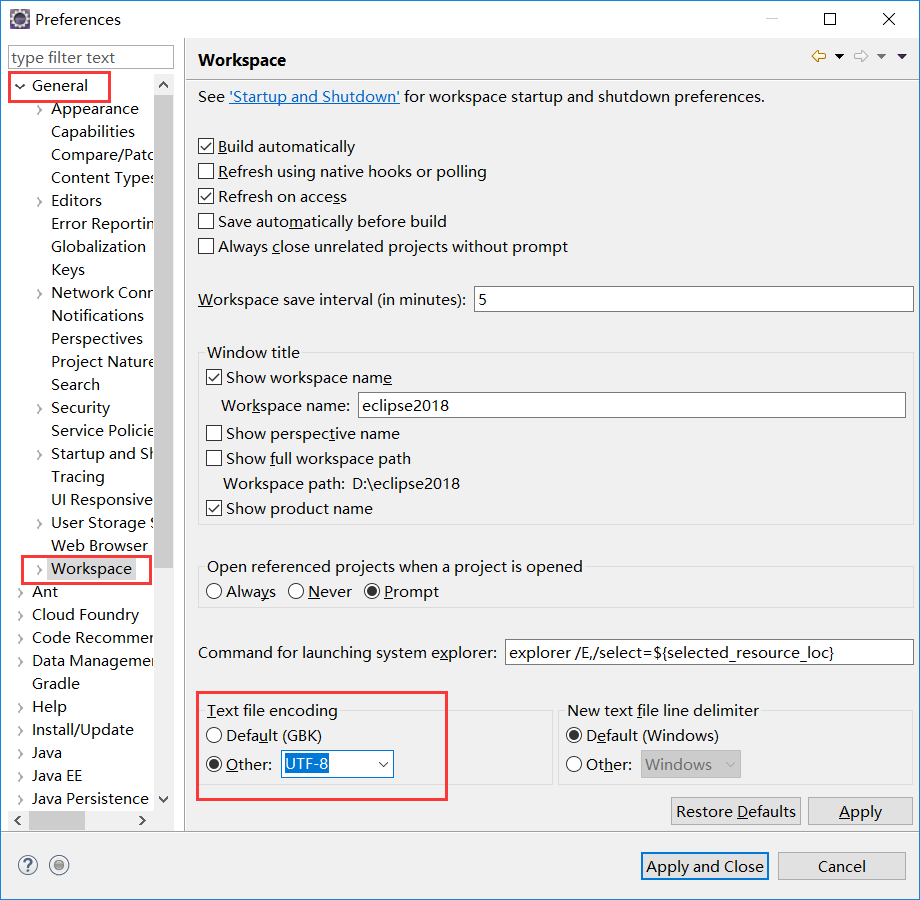 Preferences
type filter text
General
Appearance
Capabilities
Compare/Patc
Content Types
Editors
Error Reportin
Globalization
Keys
Network Conn
Notifications
Perspectives
Project Nature
Search
Security
Service Policie
Startup and Sh
Tracing
UI Responsive
User Storage S
Web Browser
Workspace
Ant
Cloud Foundry
Code Recommen
Data Managemen
Gradle
Help
Install/Update
Java
Java EE
Java Persistence
Workspace
See 'Startup and Shutdown' for workspace startup and shutdown preferences.
Build automatically
Refresh using native hooks or polling
Refresh on access
Save automatically before build
Always close unrelated projects without prompt
Workspace save interval (in minutes): 5
Window title
Show workspace name
Workspace name: eclipse2018
Show perspective name
Show full workspace path
Workspace path: D:\eclipse2018
Show product name
Open referenced projects when a project is opened
Always Never Prompt
Command for launching system explorer: explorer /E,/select=${selected_resource_loc}
Text file encoding
Default (GBK)
Other: UTF-8
New text file line delimiter
Default (Windows)
Other: Windows
Restore Defaults Apply
Apply and Close Cancel